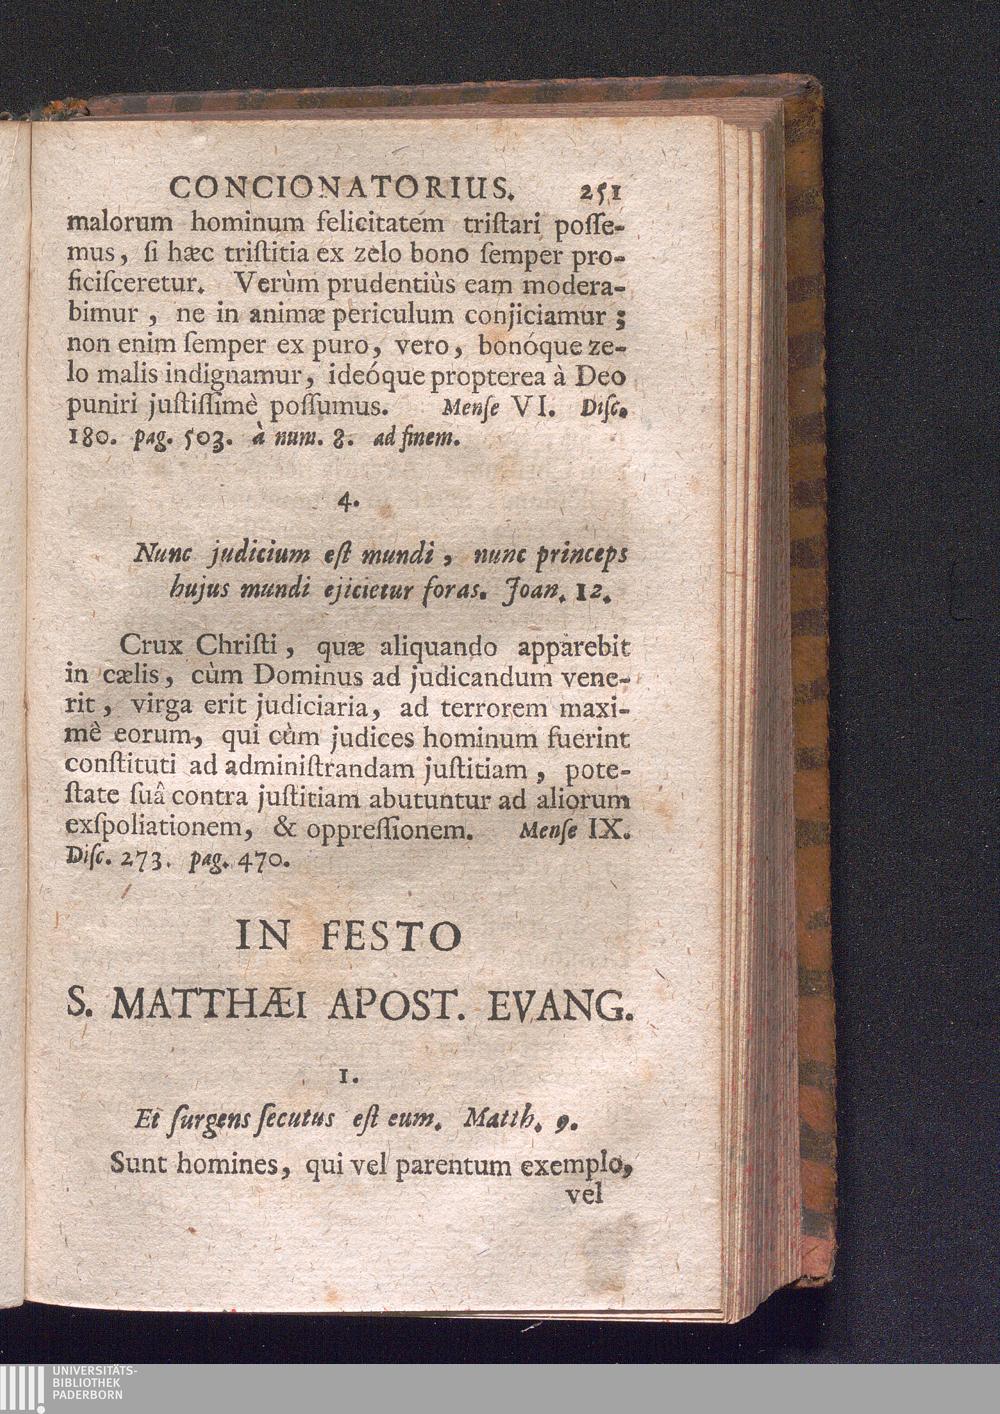 CONCIONATORIUS. 251
malorum hominum felicitatem triſtari poſſe-
mus, ſi hæc triſtitia ex zelo bono ſemper pro-
ficiſceretur. Verùm prudentiùs eam modera-
bimur, ne in animæ periculum conjiciamur;
non enim ſemper ex puro, vero, bonóque ze-
lo malis indignamur, ideóque propterea à Deo
puniri juſtiſſimè poſſumus. Menſe VI. Diſc.
180. pag. 503. à num. 8. ad finem.
4.
Nunc judicium eſt mundi, nunc princeps
hujus mundi ejicietur foras. Joan. 12.
Crux Chriſti, quæ aliquando apparebit
in cælis, cùm Dominus ad judicandum vene-
rit, virga erit judiciaria, ad terrorem maxi-
mè eorum, qui cùm judices hominum fuerint
conſtituti ad adminiſtrandam juſtitiam, pote-
ſtate ſuâ contra juſtitiam abutuntur ad aliorum
exſpoliationem, & oppreſſionem. Menſe IX.
Diſc. 273. pag. 470.
IN FESTO
S. MATTHÆI APOST. EVANG.
1.
Et ſurgens ſecutus eſt eum. Matth. 9.
Sunt homines, qui vel parentum exemplo,
vel
UNIVERSITÄTS-
BIBLIOTHEK
PADERBORN